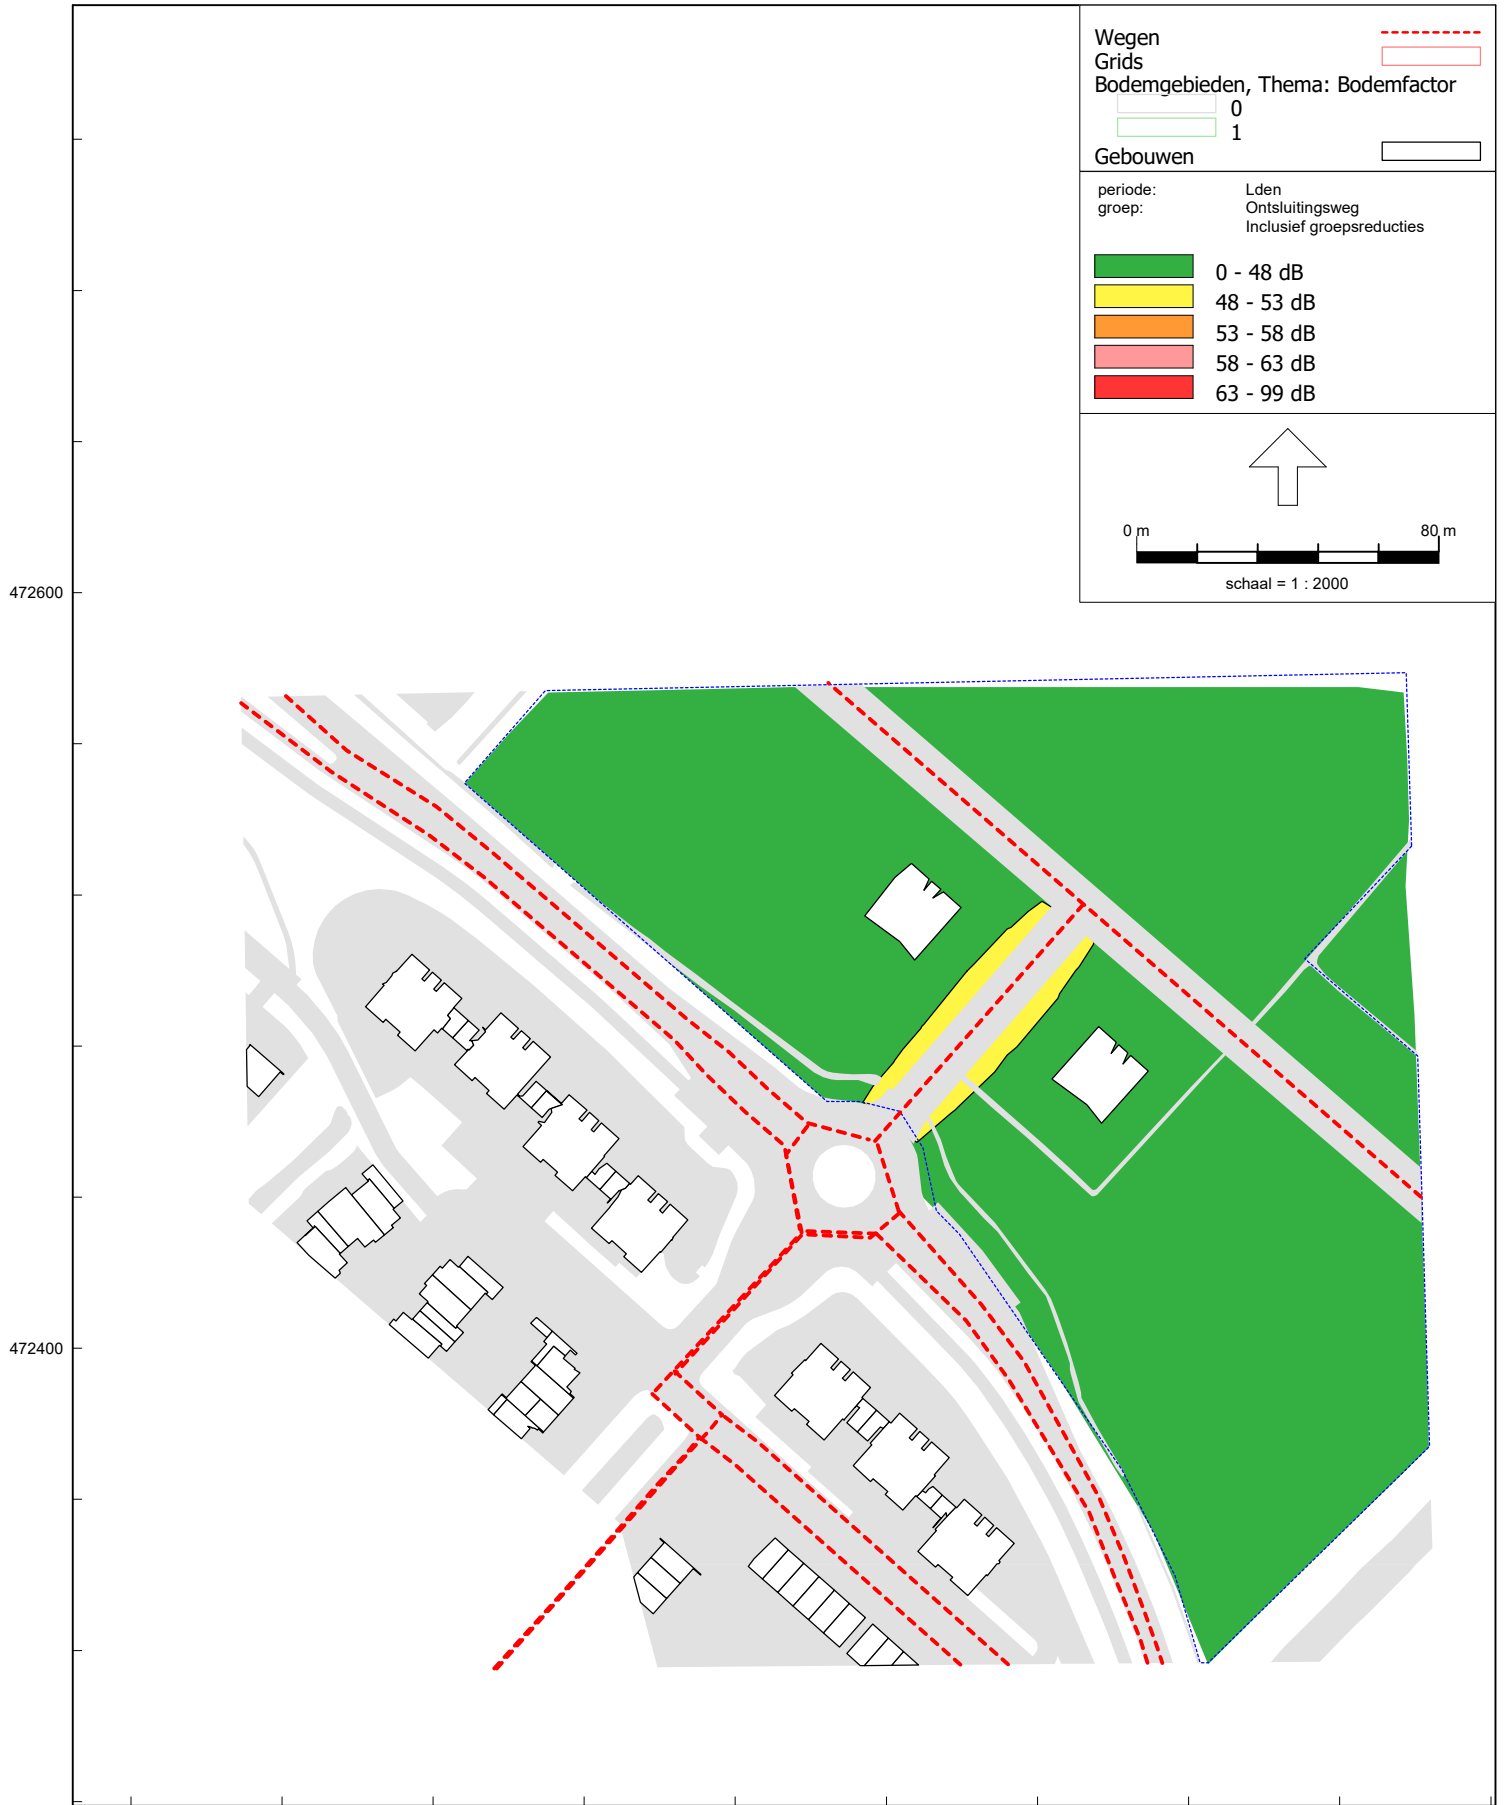 Wegen
Grids
Bodemgebieden, Thema: Bodemfactor
0
1
Gebouwen
periode: Lden
groep: Ontsluitingsweg
Inclusief groepsreducties
0 - 48 dB
48 - 53 dB
53 - 58 dB
58 - 63 dB
63 - 99 dB
0 m 80 m
schaal = 1 : 2000
472600
472400